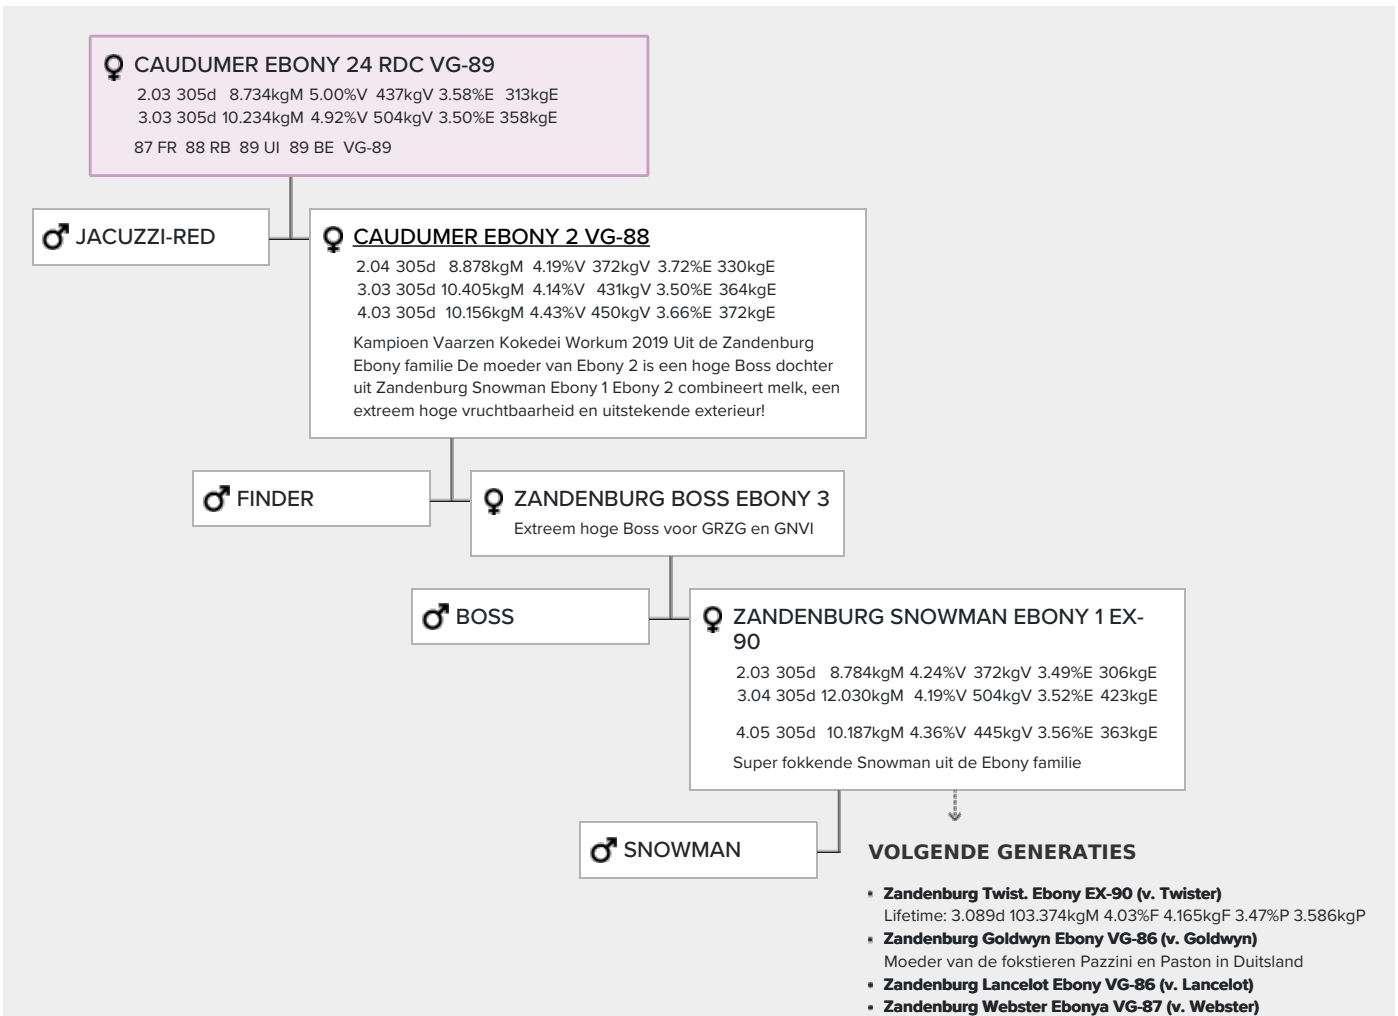 CAUDUMER EBONY 24 RDC VG-89
2.03 305d 8.734kgM 5.00%V 437kgV 3.58%E 313kgE
3.03 305d 10.234kgM 4.92%V 504kgV 3.50%E 358kgE
87 FR 88 RB 89 UI 89 BE VG-89
JACUZZI-RED
CAUDUMER EBONY 2 VG-88
2.04 305d 8.878kgM 4.19%V 372kgV 3.72%E 330kgE
3.03 305d 10.405kgM 4.14%V 431kgV 3.50%E 364kgE
4.03 305d 10.156kgM 4.43%V 450kgV 3.66%E 372kgE
Kampioen Vaarzen Kokedei Workum 2019 Uit de Zandenburg
Ebony familie De moeder van Ebony 2 is een hoge Boss dochter
uit Zandenburg Snowman Ebony 1 Ebony 2 combineert melk, een
extreem hoge vruchtbaarheid en uitstekende exterieur!
FINDER
ZANDENBURG BOSS EBONY 3
Extreem hoge Boss voor GRZG en GNVI
BOSS
ZANDENBURG SNOWMAN EBONY 1 EX-
90
2.03 305d 8.784kgM 4.24%V 372kgV 3.49%E 306kgE
3.04 305d 12.030kgM 4.19%V 504kgV 3.52%E 423kgE
4.05 305d 10.187kgM 4.36%V 445kgV 3.56%E 363kgE
Super fokkende Snowman uit de Ebony familie
SNOWMAN
VOLGENDE GENERATIES
Zandenburg Twist. Ebony EX-90 (v. Twister)
Lifetime: 3.089d 103.374kgM 4.03%F 4.165kgF 3.47%P 3.586kgP
Zandenburg Goldwyn Ebony VG-86 (v. Goldwyn)
Moeder van de fokstieren Pazzini en Paston in Duitsland
Zandenburg Lancelot Ebony VG-86 (v. Lancelot)
Zandenburg Webster Ebonya VG-87 (v. Webster)